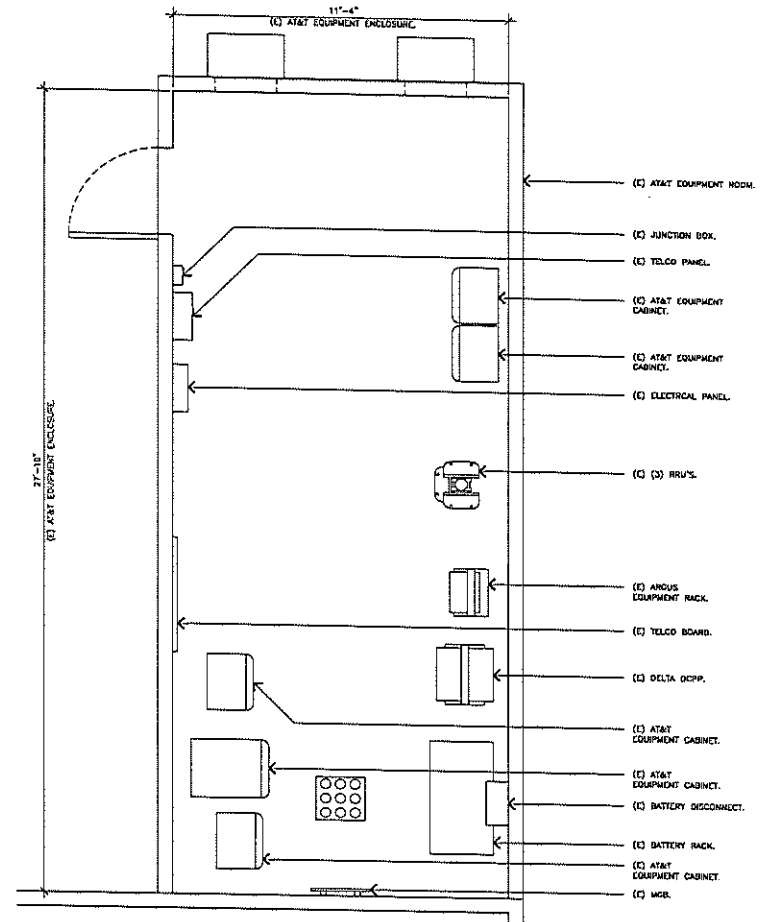 11'-4"
(E) AT&T EQUIPMENT ENCLOSURE.
(E) AT&T EQUIPMENT ROOM.
(E) JUNCTION BOX.
(E) TELCO PANEL.
(E) AT&T EQUIPMENT
CABINET.
(E) AT&T EQUIPMENT
CABINET.
(E) ELECTRICAL PANEL.
27'-10"
(E) AT&T EQUIPMENT ENCLOSURE.
(E) (3) RRU'S.
(E) ARGUS
EQUIPMENT RACK.
(E) TELCO BOARD.
(E) DELTA DCPP.
(E) AT&T
EQUIPMENT CABINET.
(E) AT&T
EQUIPMENT CABINET.
(E) BATTERY DISCONNECT.
(E) BATTERY RACK.
(E) AT&T
EQUIPMENT CABINET.
(E) MGB.